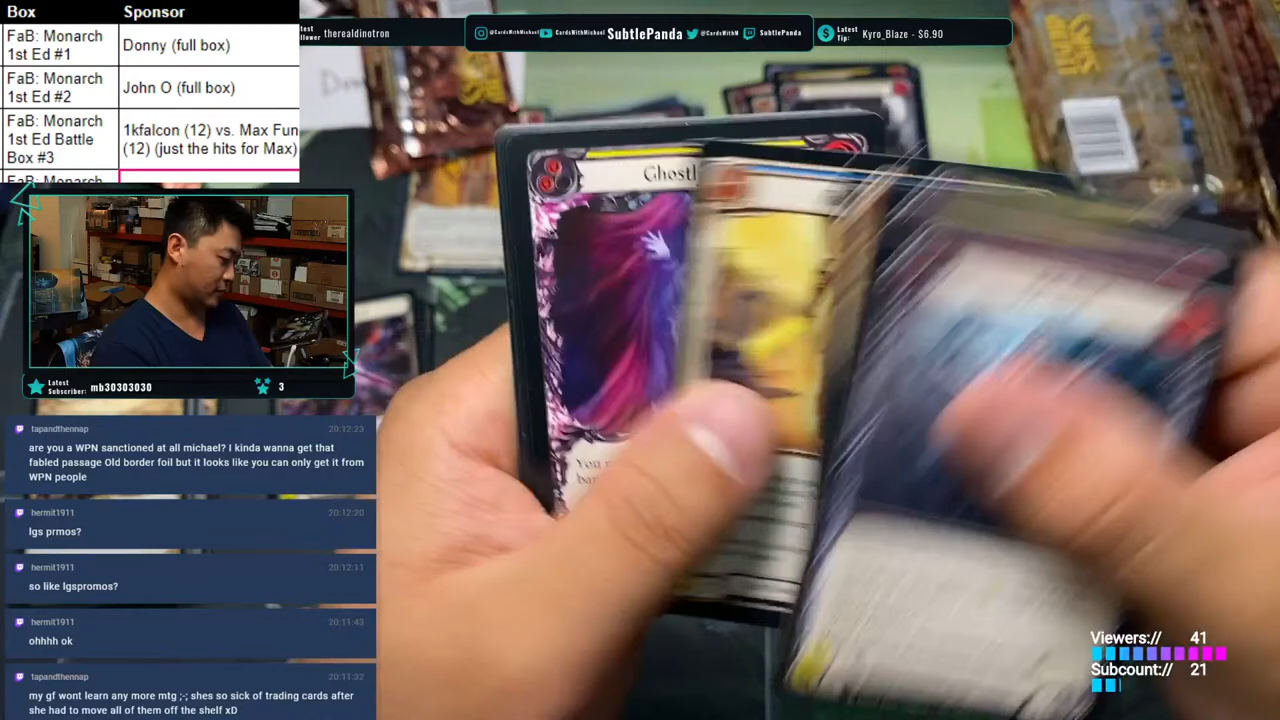 Box Sponsor
FaB: Monarch
1st Ed #1
Donny (full box)
FaB: Monarch
1st Ed #2
John O (full box)
FaB: Monarch
1st Ed Battle
Box #3
1kfalcon (12) vs. Max Fun
(12) (just the hits for Max)
therealdinotron
@CardsWithMichael CardsWithMichael SubtlePanda @CardsWithM SubtlePanda
Latest
Tip:
Kyro_Blaze - $6.90
Ghostl
Latest
Subscriber:
mb30303030
3
tapandthennap 20:12:23
are you a WPN sanctioned at all michael? I kinda wanna get that
fabled passage Old border foil but it looks like you can only get it from
WPN people
hermit1911 20:12:20
lgs prmos?
hermit1911 20:12:11
so like lgspromos?
hermit1911 20:11:43
ohhhh ok
tapandthennap 20:11:32
my gf wont learn any more mtg ;-; shes so sick of trading cards after
she had to move all of them off the shelf xD
Viewers:// 41
Subcount:// 21